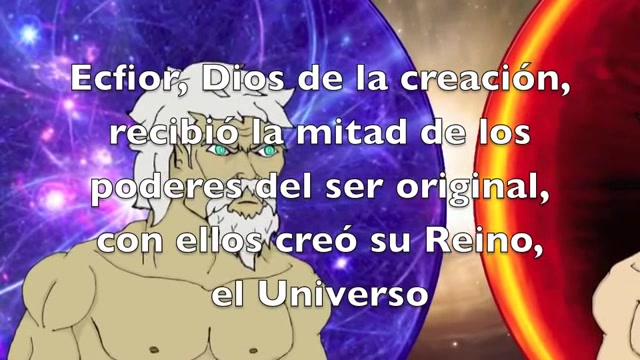 Ecfior, Dios de la creación,
recibió la mitad de los
poderes del ser original,
con ellos creó su Reino,
el Universo